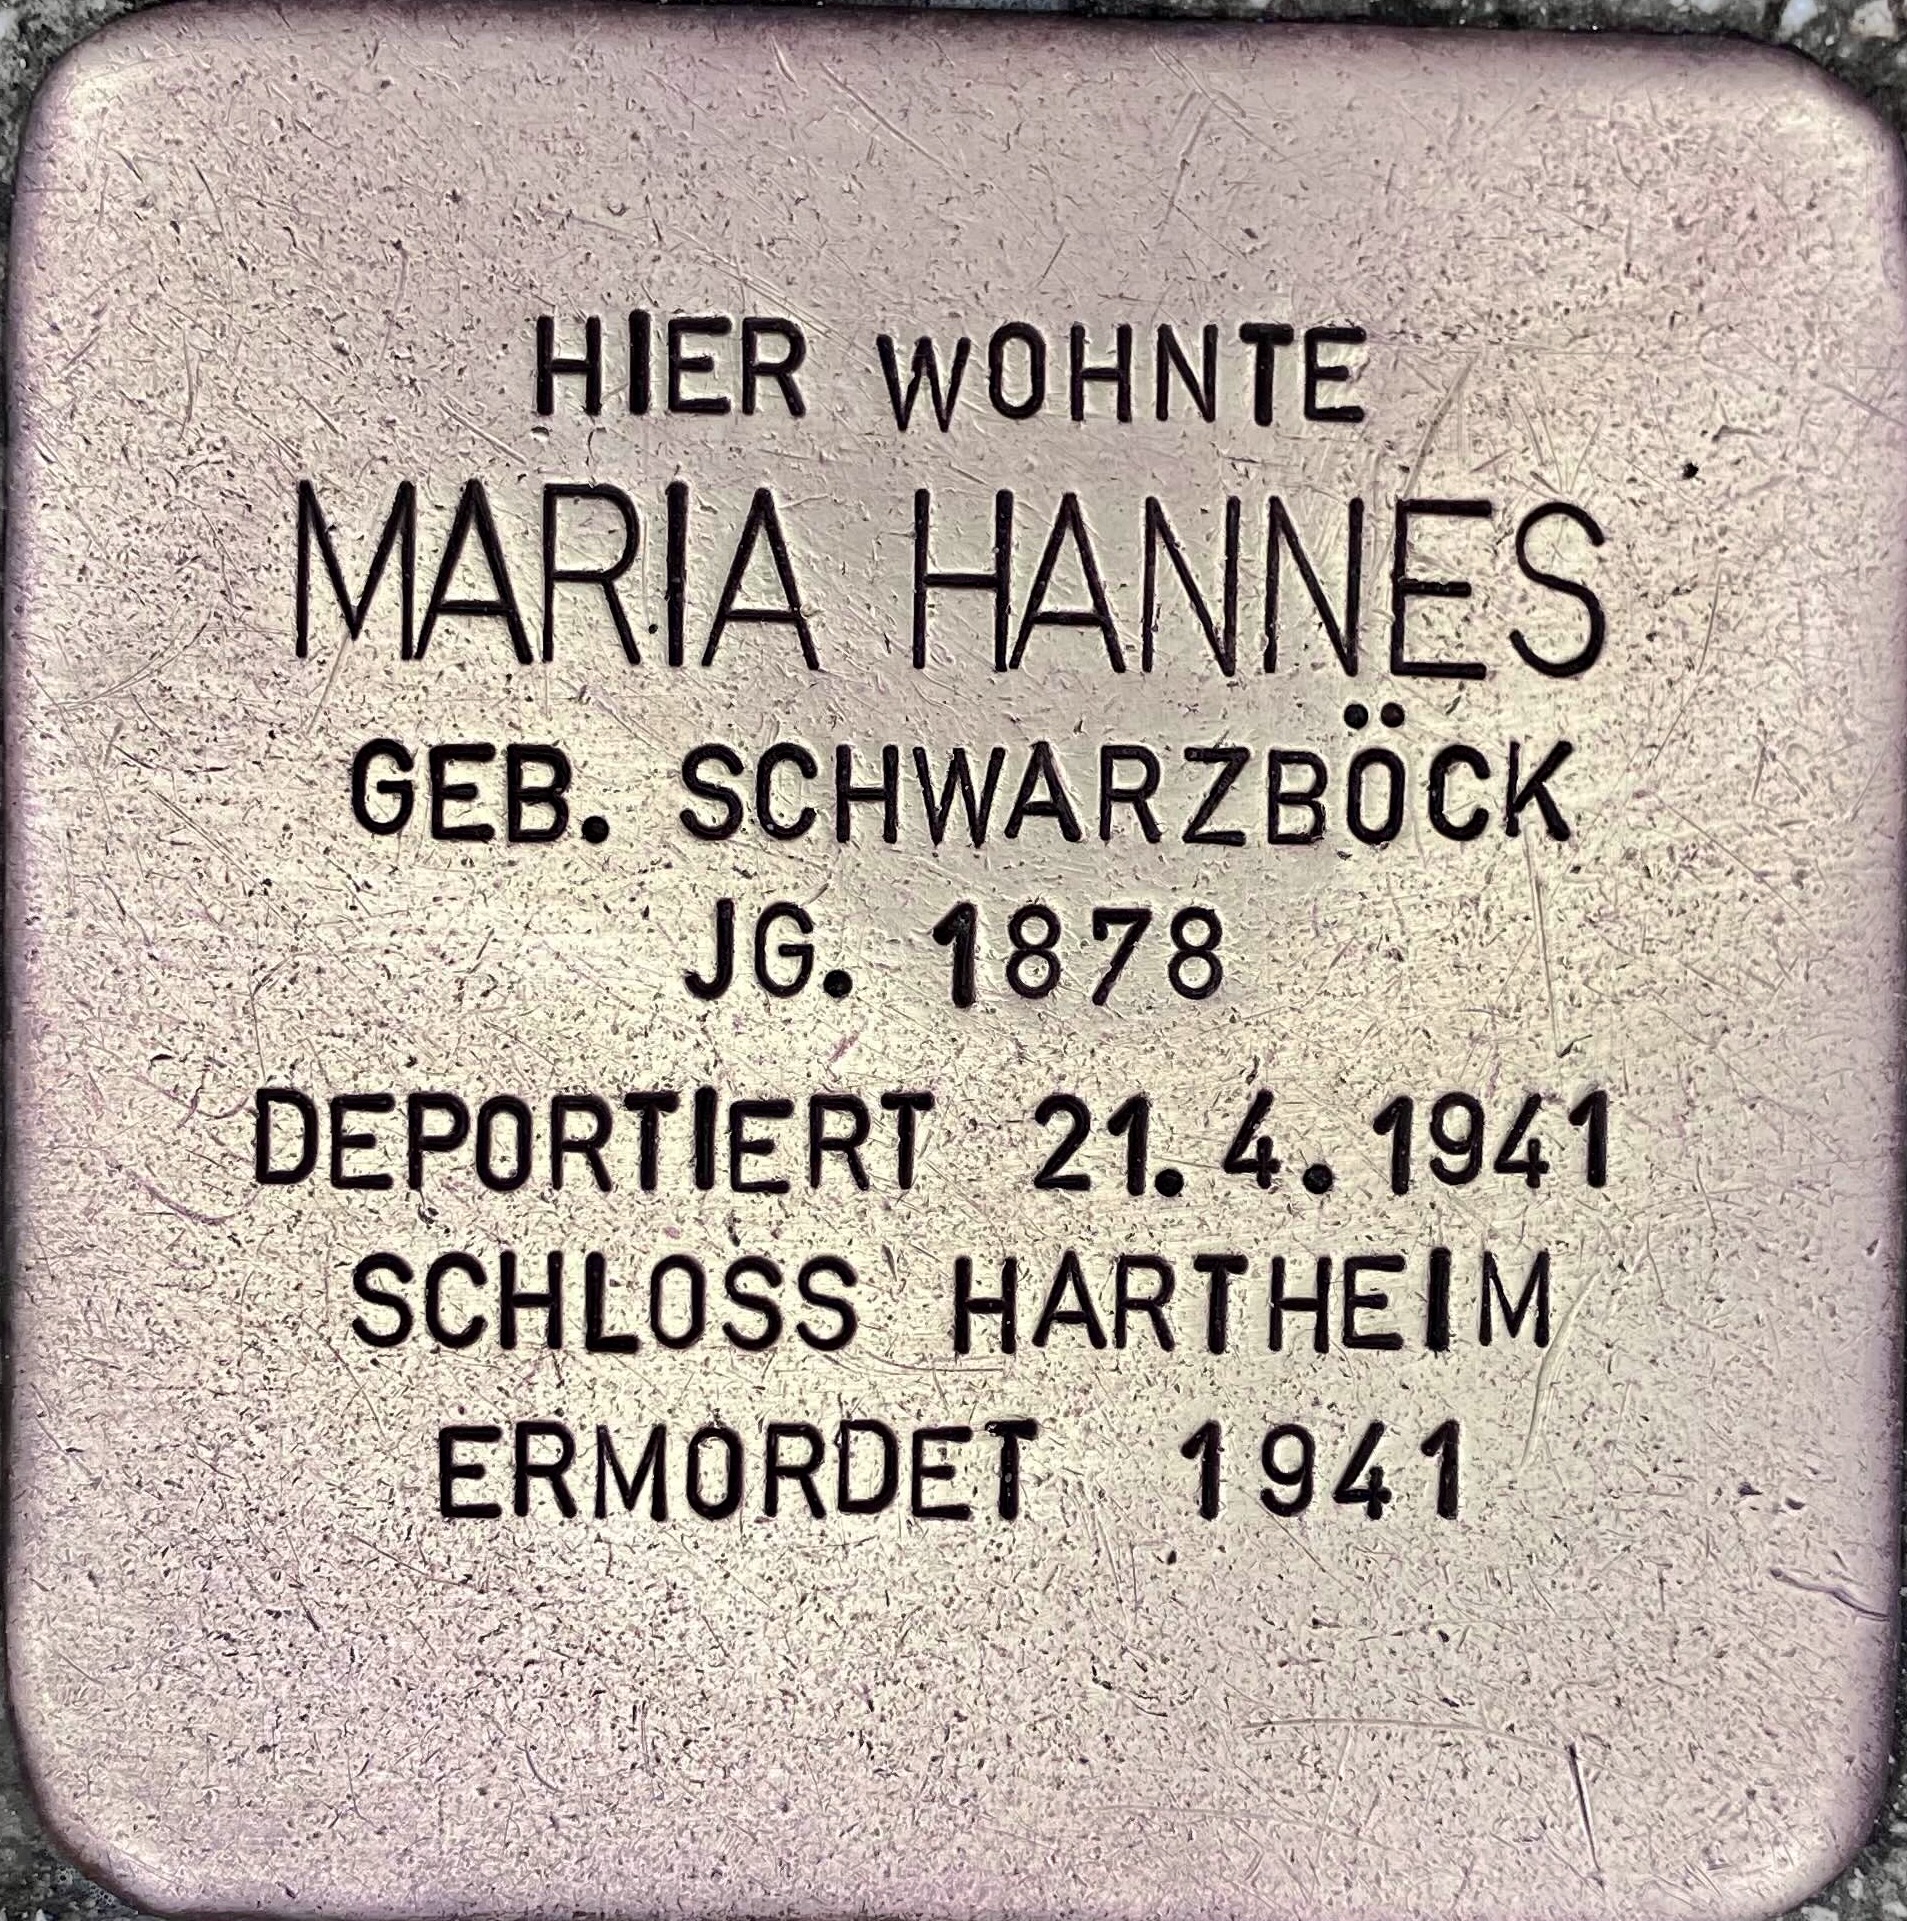 HIER WOHNTE
MARIA HANNES
GEB. SCHWARZBÖCK
JG. 1878
DEPORTIERT 21.4.1941
SCHLOSS HARTHEIM
ERMORDET 1941